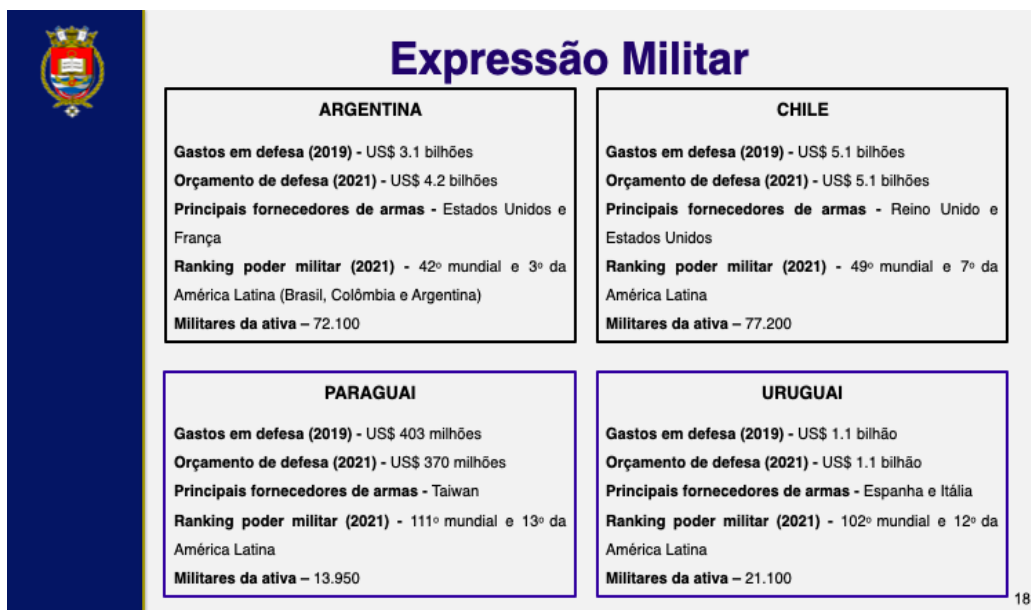 Expressão Militar
ARGENTINA
Gastos em defesa (2019) - US$ 3.1 bilhões
Orçamento de defesa (2021) - US$ 4.2 bilhões
Principais fornecedores de armas - Estados Unidos e
França
Ranking poder militar (2021) - 42º mundial e 3º da
América Latina (Brasil, Colômbia e Argentina)
Militares da ativa – 72.100
CHILE
Gastos em defesa (2019) - US$ 5.1 bilhões
Orçamento de defesa (2021) - US$ 5.1 bilhões
Principais fornecedores de armas - Reino Unido e
Estados Unidos
Ranking poder militar (2021) - 49º mundial e 7º da
América Latina
Militares da ativa – 77.200
PARAGUAI
Gastos em defesa (2019) - US$ 403 milhões
Orçamento de defesa (2021) - US$ 370 milhões
Principais fornecedores de armas - Taiwan
Ranking poder militar (2021) - 111º mundial e 13º da
América Latina
Militares da ativa – 13.950
URUGUAI
Gastos em defesa (2019) - US$ 1.1 bilhão
Orçamento de defesa (2021) - US$ 1.1 bilhão
Principais fornecedores de armas - Espanha e Itália
Ranking poder militar (2021) - 102º mundial e 12º da
América Latina
Militares da ativa – 21.100
18